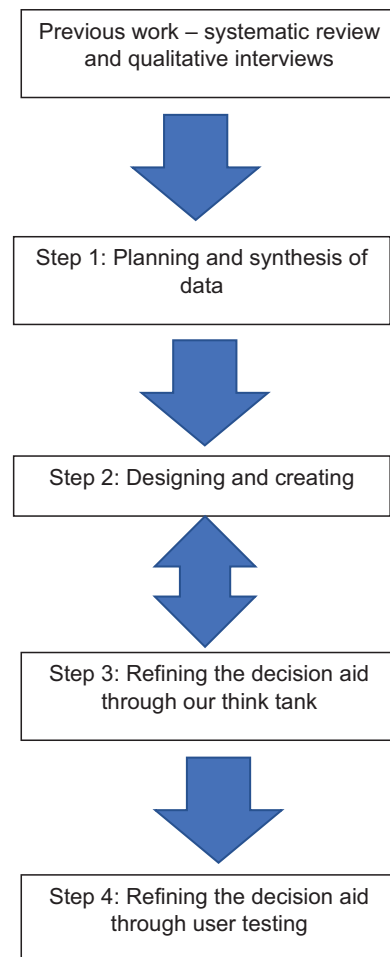 Previous work – systematic review
and qualitative interviews
Step 1: Planning and synthesis of
data
Step 2: Designing and creating
Step 3: Refining the decision aid
through our think tank
Step 4: Refining the decision aid
through user testing